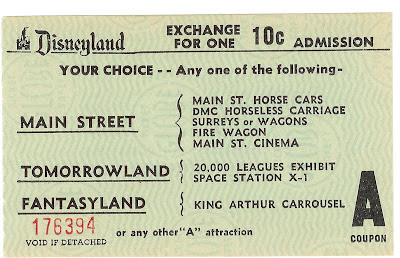 Disneyland EXCHANGE FOR ONE 10c ADMISSION
YOUR CHOICE -- Any one of the following-
MAIN STREET
MAIN ST. HORSE CARS
DMC HORSELESS CARRIAGE
SURREYS or WAGONS
FIRE WAGON
MAIN ST. CINEMA
TOMORROWLAND
20,000 LEAGUES EXHIBIT
SPACE STATION X-1
FANTASYLAND
KING ARTHUR CARROUSEL
176394
VOID IF DETACHED
or any other "A" attraction
A
COUPON